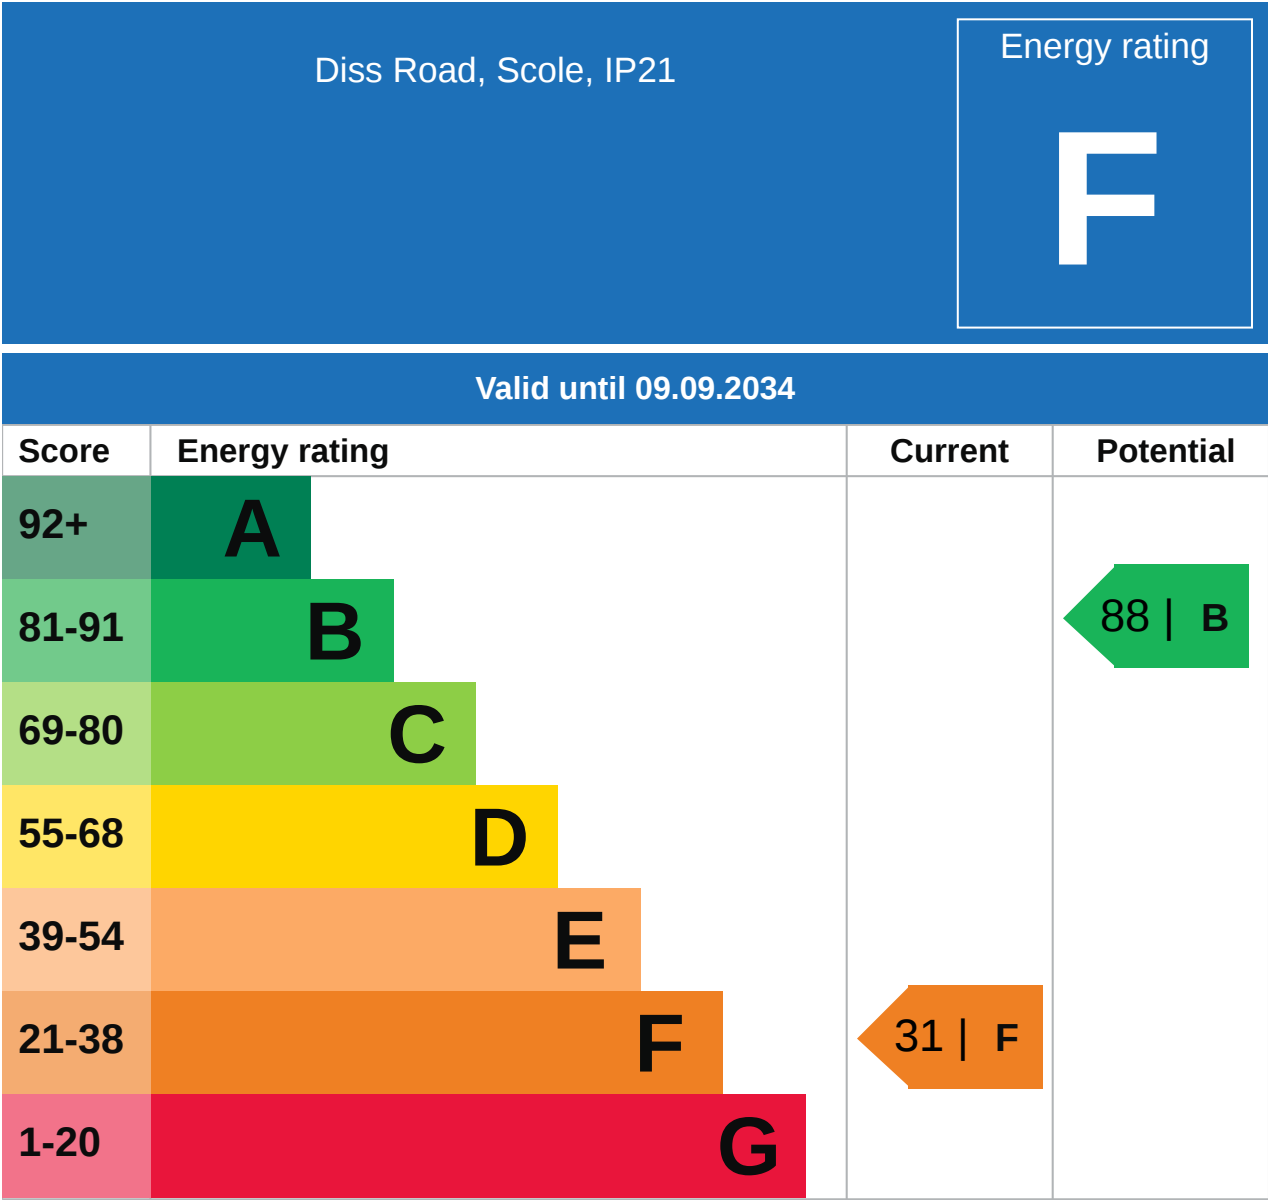 Diss Road, Scole, IP21
Energy rating
F
Valid until 09.09.2034
Score Energy rating Current Potential
92+ A
81-91 B 88 | B
69-80 C
55-68 D
39-54 E
21-38 F 31 | F
1-20 G